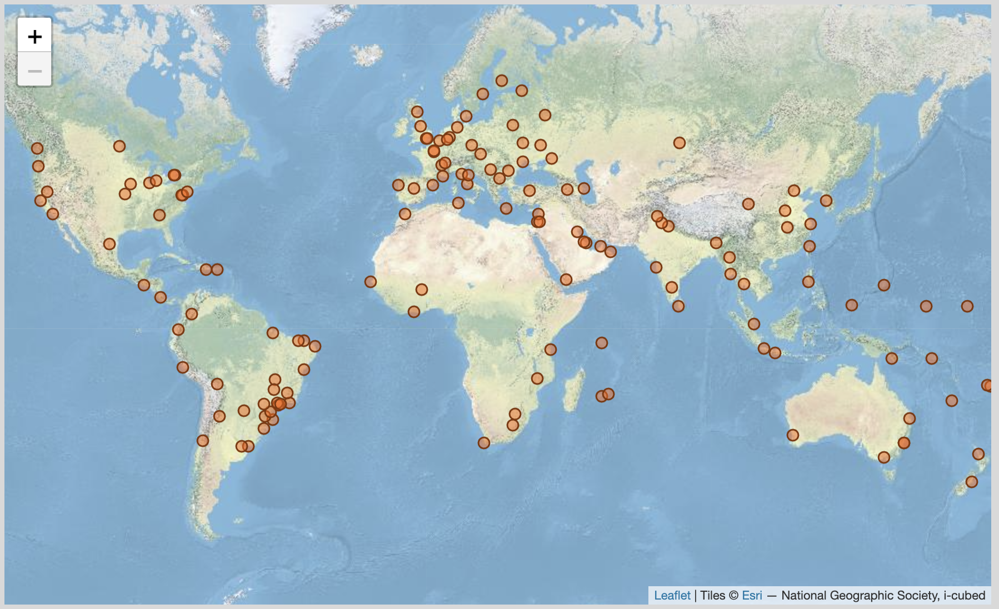 +
−
Leaflet | Tiles © Esri — National Geographic Society, i-cubed